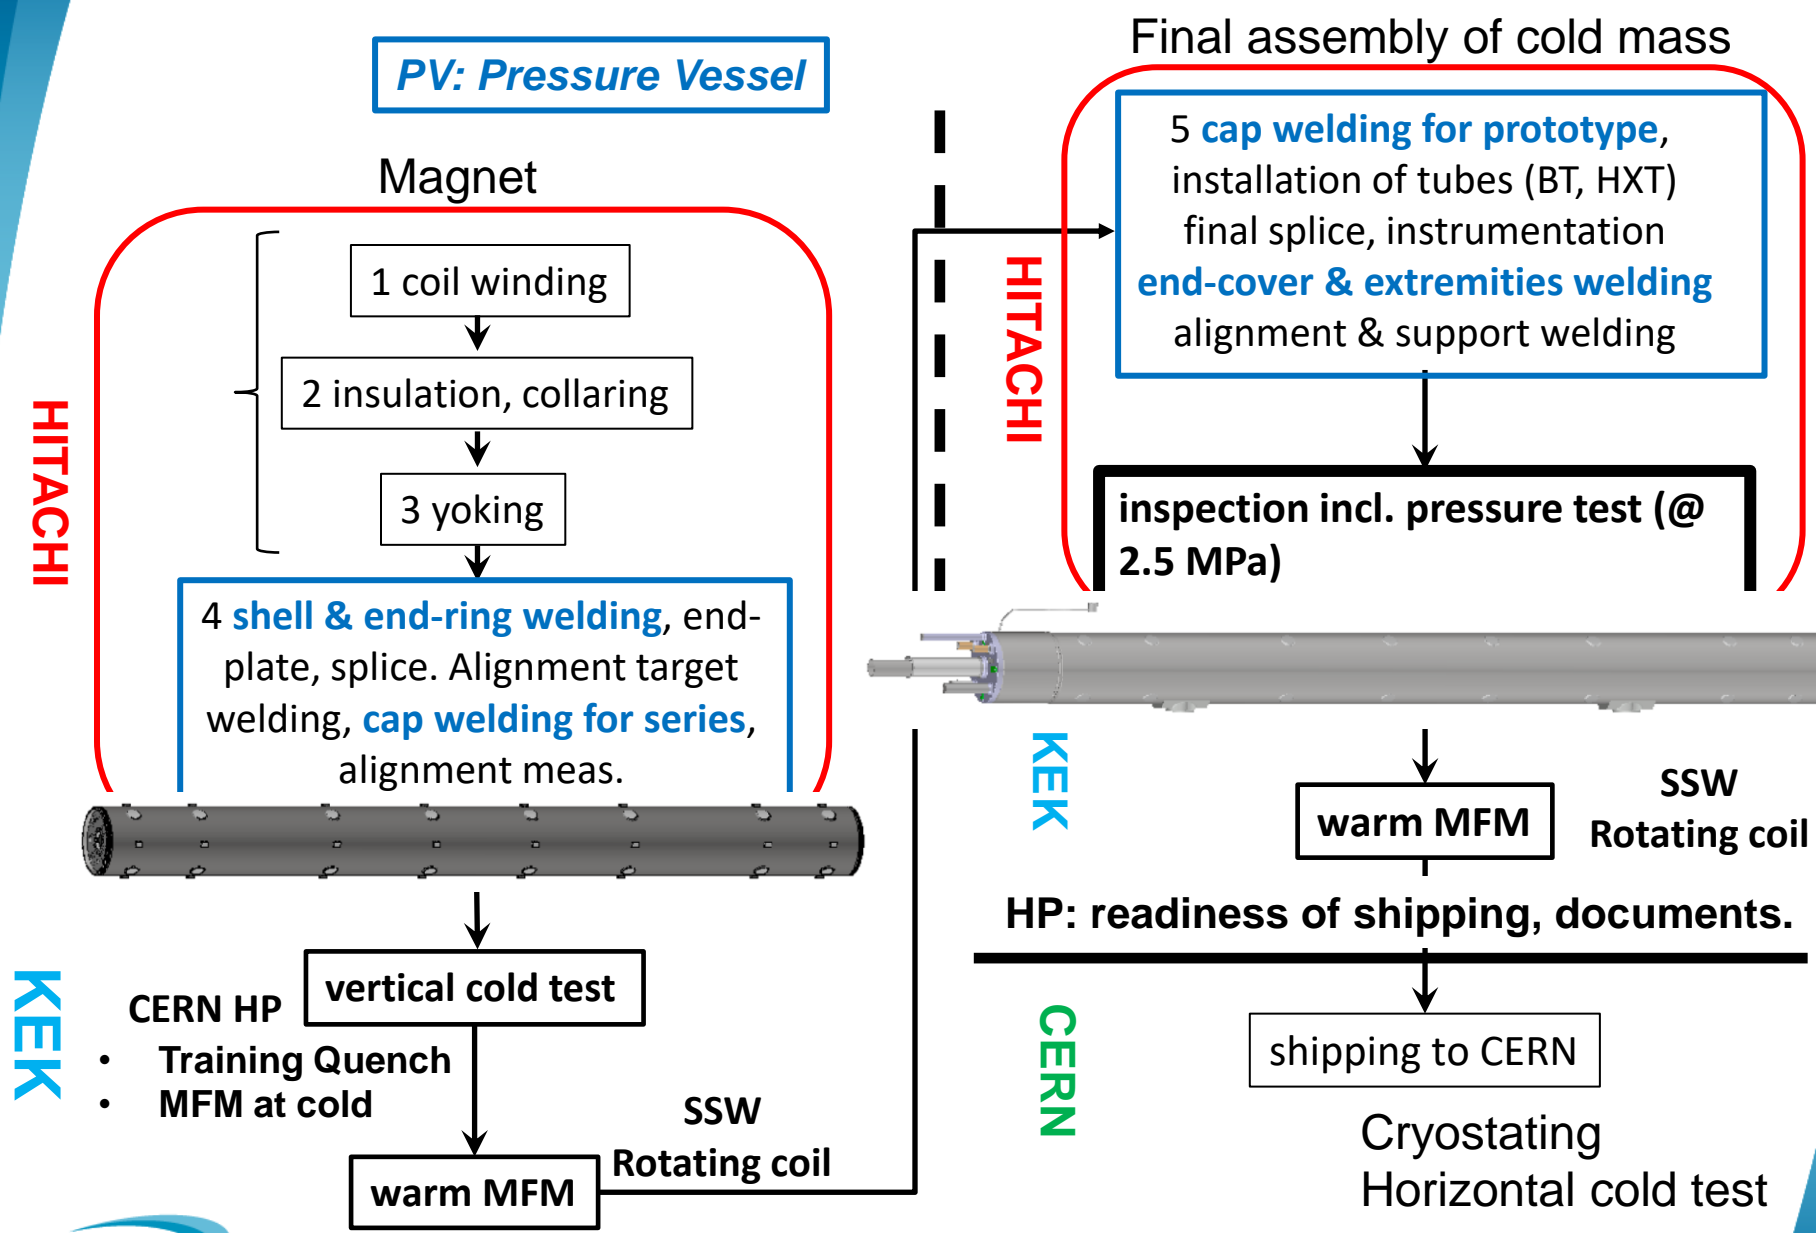 PV: Pressure Vessel
Magnet
HITACHI
1 coil winding
2 insulation, collaring
3 yoking
4 shell & end-ring welding, end-
plate, splice. Alignment target
welding, cap welding for series,
alignment meas.
KEK
vertical cold test
CERN HP
• Training Quench
• MFM at cold
SSW
Rotating coil
warm MFM
Final assembly of cold mass
HITACHI
5 cap welding for prototype,
installation of tubes (BT, HXT)
final splice, instrumentation
end-cover & extremities welding
alignment & support welding
inspection incl. pressure test (@
2.5 MPa)
KEK
warm MFM
SSW
Rotating coil
HP: readiness of shipping, documents.
CERN
shipping to CERN
Cryostating
Horizontal cold test